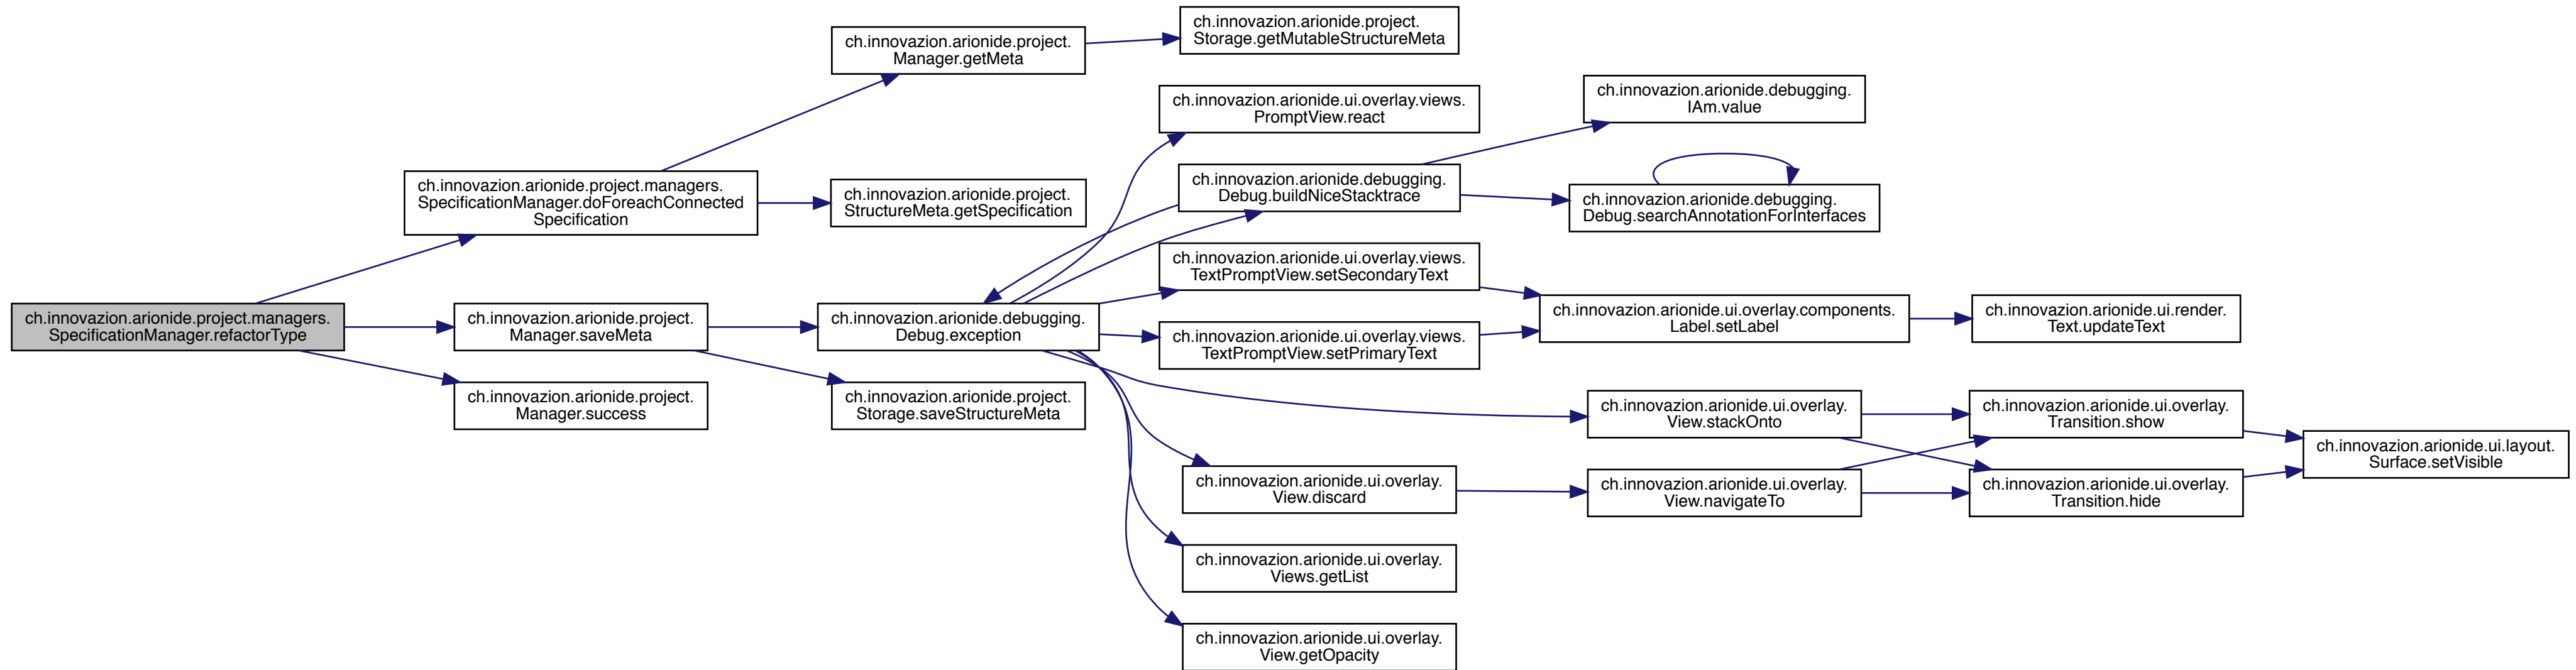 ch.innovazion.arionide.project.managers.
SpecificationManager.refactorType
ch.innovazion.arionide.project.managers.
SpecificationManager.doForeachConnected
Specification
ch.innovazion.arionide.project.
Manager.getMeta
ch.innovazion.arionide.project.
Storage.getMutableStructureMeta
ch.innovazion.arionide.project.
StructureMeta.getSpecification
ch.innovazion.arionide.project.
Manager.saveMeta
ch.innovazion.arionide.debugging.
Debug.exception
ch.innovazion.arionide.ui.overlay.views.
PromptView.react
ch.innovazion.arionide.debugging.
Debug.buildNiceStacktrace
ch.innovazion.arionide.debugging.
IAm.value
ch.innovazion.arionide.debugging.
Debug.searchAnnotationForInterfaces
ch.innovazion.arionide.ui.overlay.views.
TextPromptView.setSecondaryText
ch.innovazion.arionide.ui.overlay.views.
TextPromptView.setPrimaryText
ch.innovazion.arionide.ui.overlay.components.
Label.setLabel
ch.innovazion.arionide.ui.render.
Text.updateText
ch.innovazion.arionide.project.
Manager.success
ch.innovazion.arionide.project.
Storage.saveStructureMeta
ch.innovazion.arionide.ui.overlay.
View.stackOnto
ch.innovazion.arionide.ui.overlay.
Transition.show
ch.innovazion.arionide.ui.layout.
Surface.setVisible
ch.innovazion.arionide.ui.overlay.
View.discard
ch.innovazion.arionide.ui.overlay.
View.navigateTo
ch.innovazion.arionide.ui.overlay.
Transition.hide
ch.innovazion.arionide.ui.overlay.
Views.getList
ch.innovazion.arionide.ui.overlay.
View.getOpacity